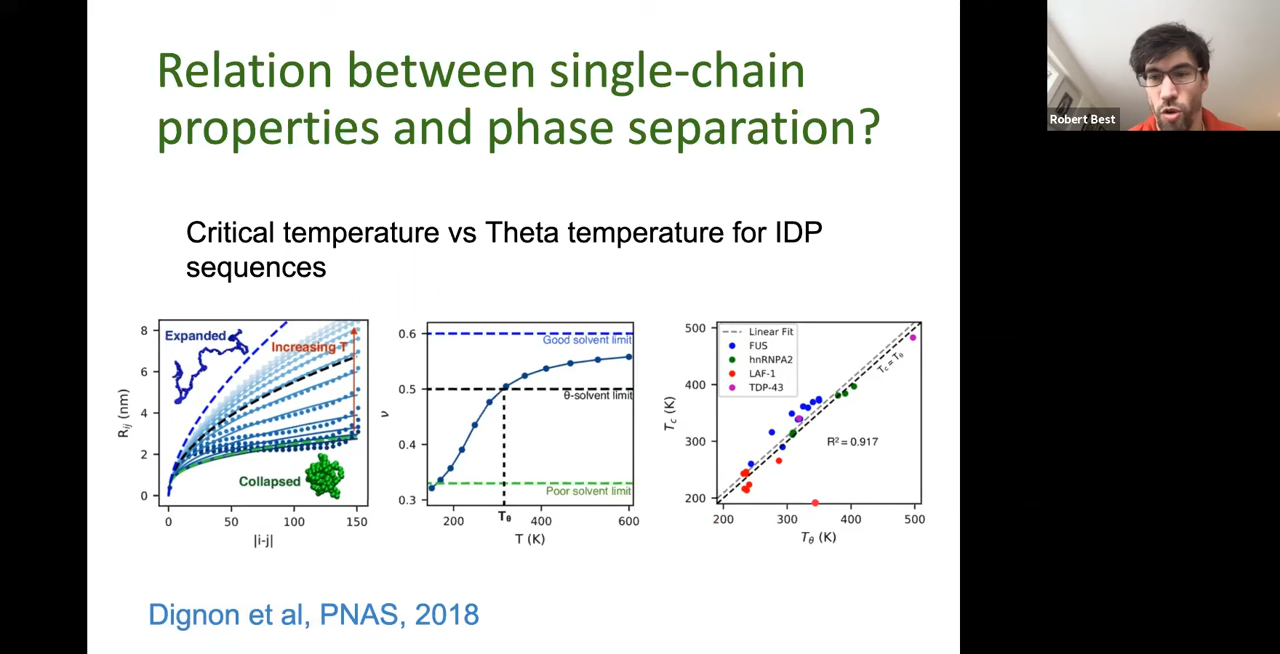 Relation between single-chain
properties and phase separation?
Robert Best
Critical temperature vs Theta temperature for IDP
sequences
8
6
4
2
0
Rij (nm)
Expanded
Increasing T
Collapsed
0
50
100
150
|i-j|
0.6
0.5
0.4
0.3
ν
Good solvent limit
θ-solvent limit
Poor solvent limit
200
Tθ
400
600
T (K)
500
400
300
200
Tc (K)
Linear Fit
FUS
hnRNPA2
LAF-1
TDP-43
Tc = Tθ
R² = 0.917
200
300
400
500
Tθ (K)
Dignon et al, PNAS, 2018